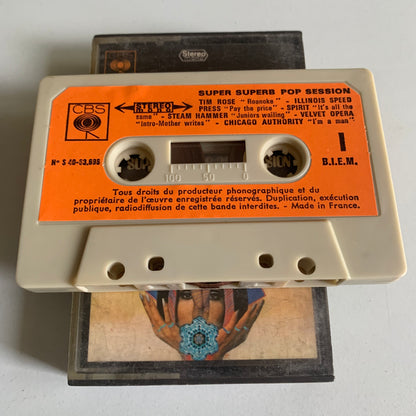 CBS
Stereo
SUPER SUPERB POP SESSION
CBS
STEREO
TIM ROSE "Roanoke" - ILLINOIS SPEED
PRESS "Pay the price" - SPIRIT "It's all the
same" - STEAM HAMMER "Juniors wailing" - VELVET OPERA
"Intro-Mother writes" - CHICAGO AUTHORITY "I'm a man"
I
N° S 40-53,695
B.I.E.M.
100 50 0
Tous droits du producteur phonographique et du
propriétaire de l'œuvre enregistrée réservés. Duplication, exécution
publique, radiodiffusion de cette bande interdites. - Made in France.